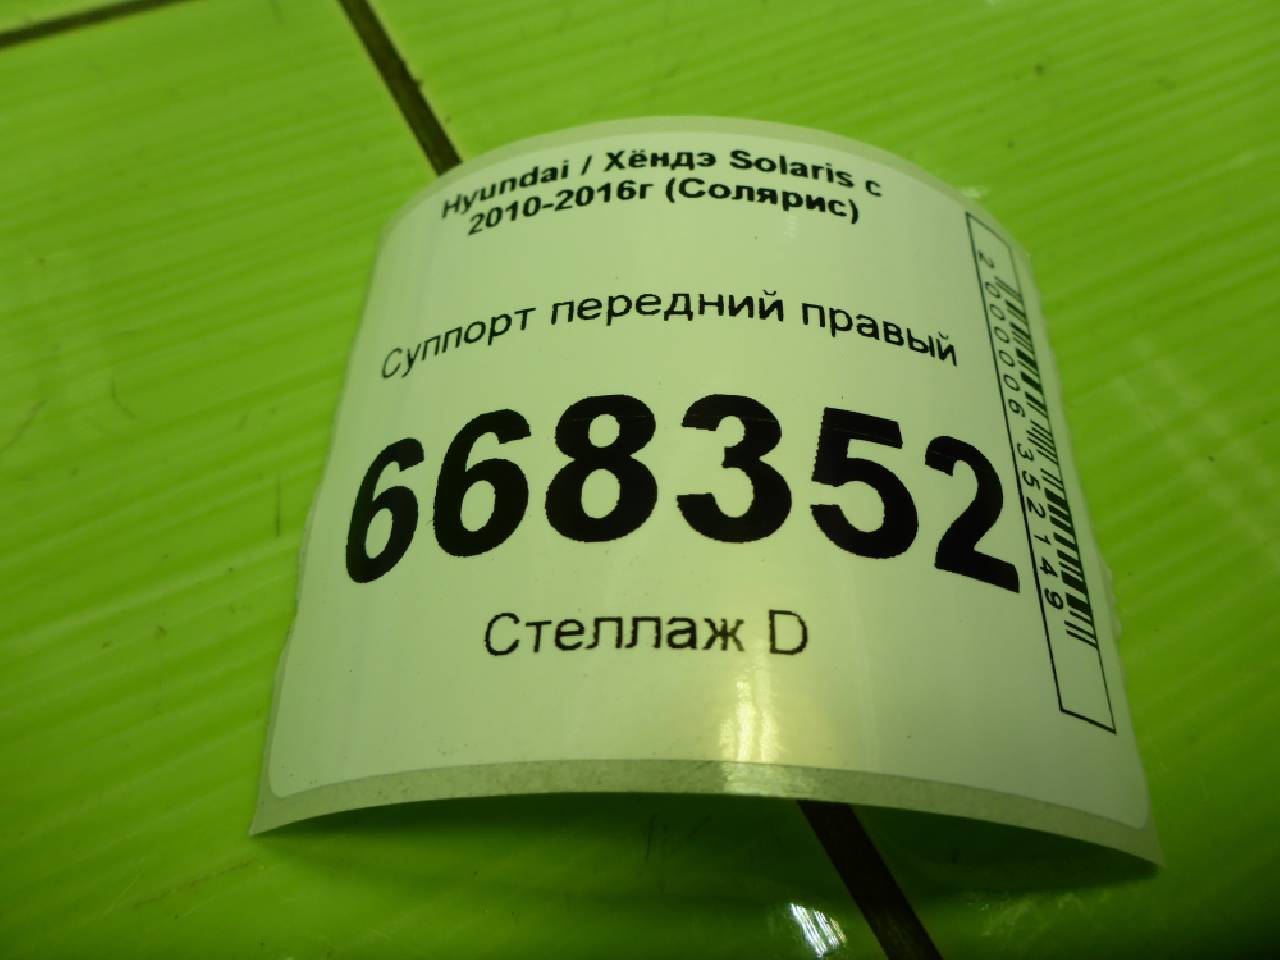 Hyundai / Хёндэ Solaris с
2010-2016г (Солярис)
Суппорт передний правый
668352
Стеллаж D
2000006352149